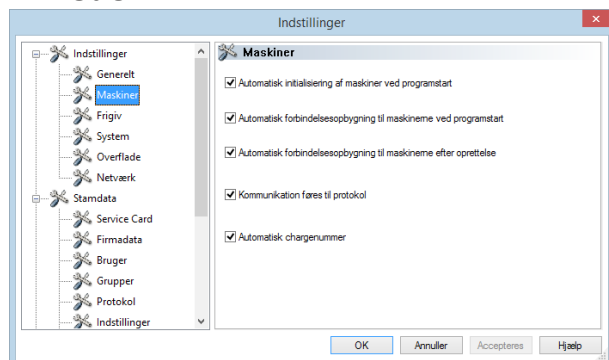 Indstillinger
Indstillinger
Generelt
Maskiner
Frigiv
System
Overflade
Netværk
Stamdata
Service Card
Firmadata
Bruger
Grupper
Protokol
Indstillinger
Maskiner
Automatisk initialisering af maskiner ved programstart
Automatisk forbindelsesopbygning til maskinerne ved programstart
Automatisk forbindelsesopbygning til maskinerne efter oprettelse
Kommunikation føres til protokol
Automatisk chargenummer
OK Annuller Accepteres Hjælp